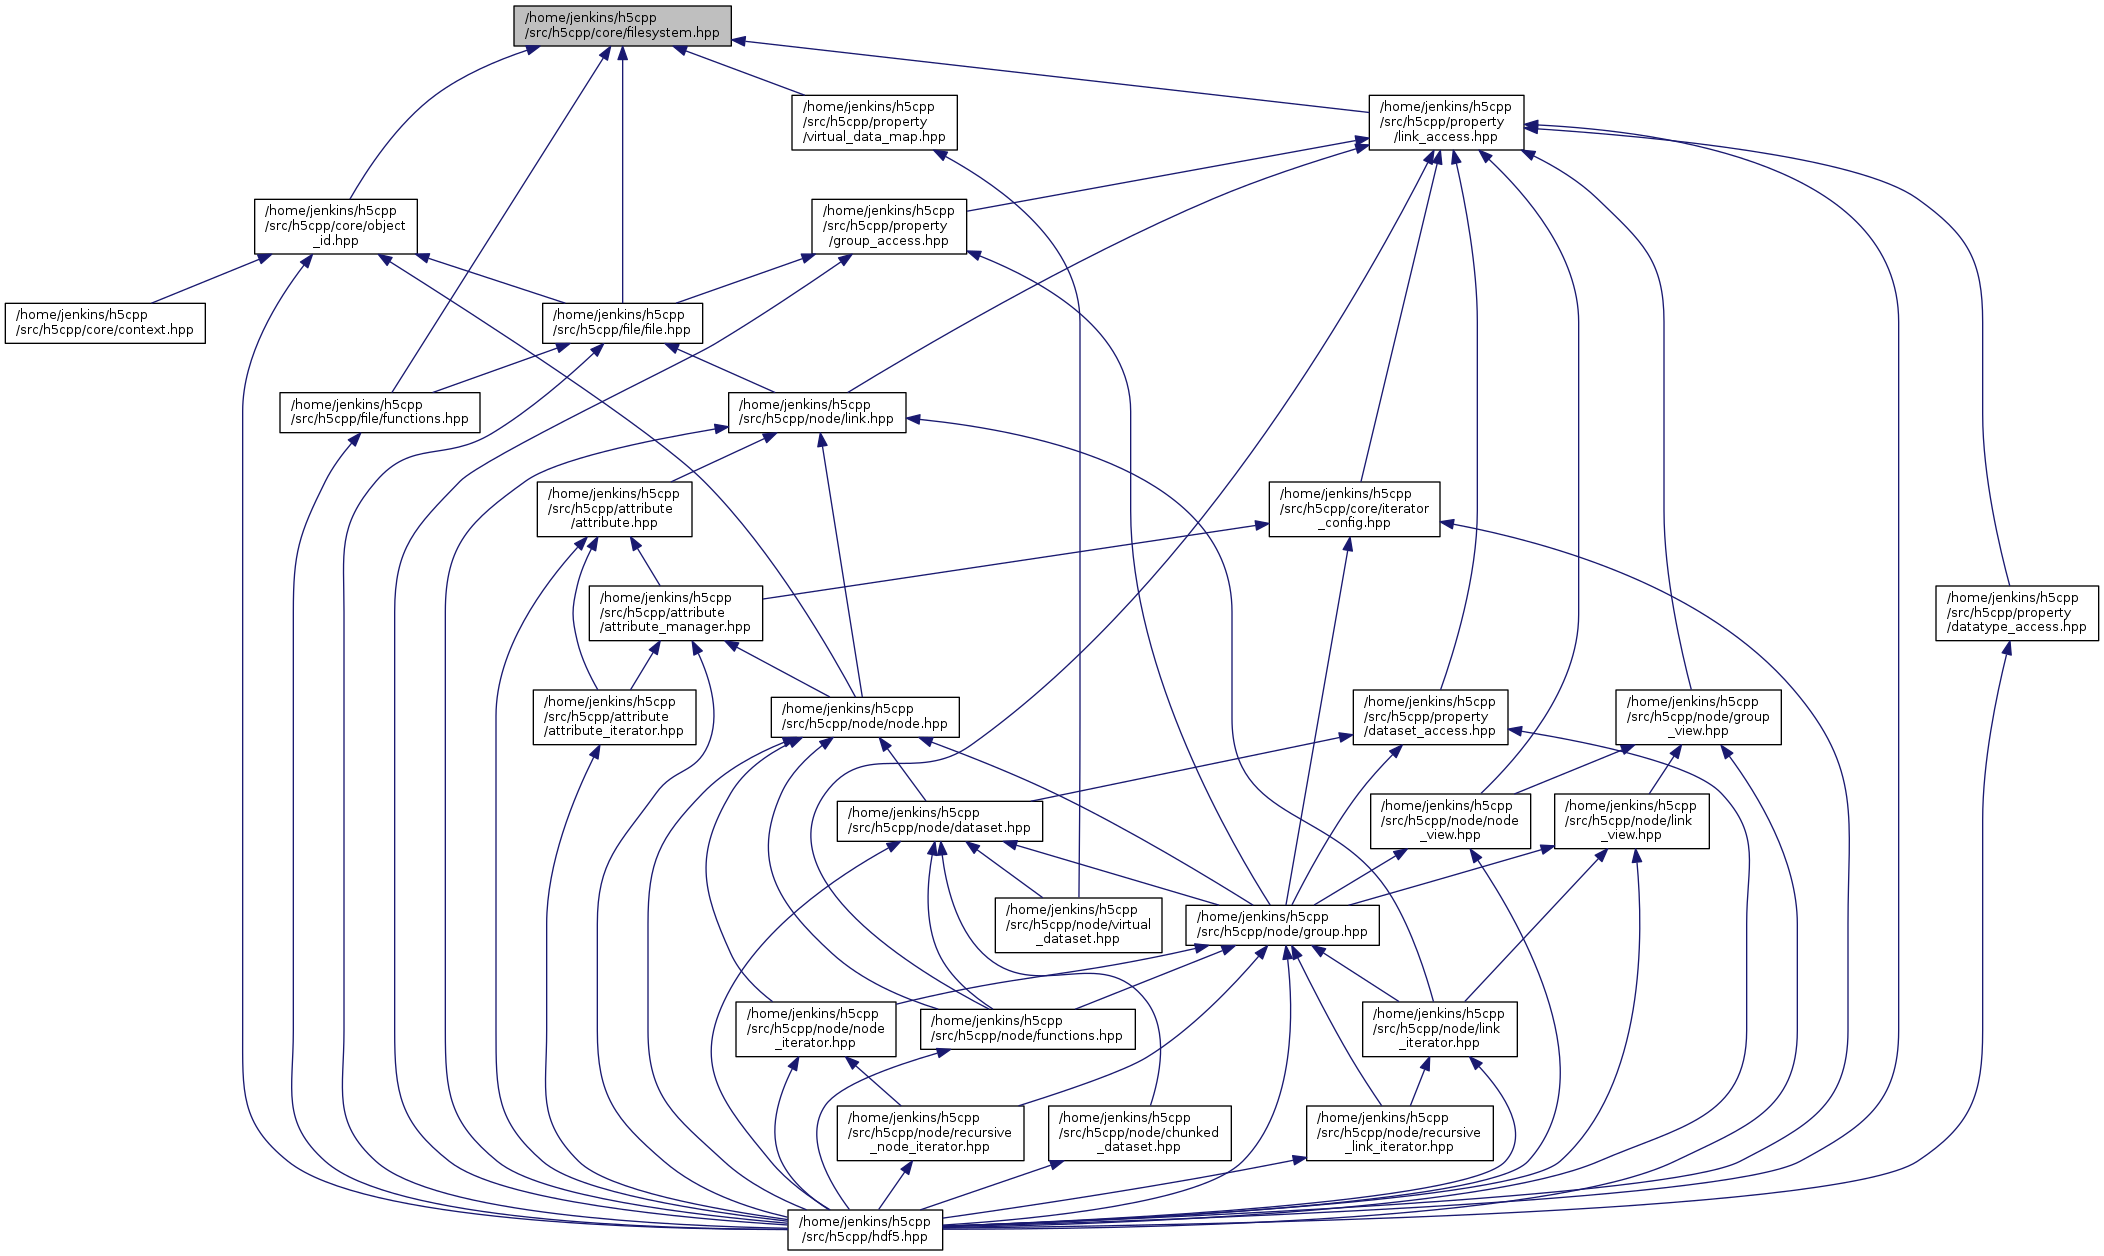 /home/jenkins/h5cpp
/src/h5cpp/core/filesystem.hpp
/home/jenkins/h5cpp
/src/h5cpp/property
/virtual_data_map.hpp
/home/jenkins/h5cpp
/src/h5cpp/property
/link_access.hpp
/home/jenkins/h5cpp
/src/h5cpp/core/object
_id.hpp
/home/jenkins/h5cpp
/src/h5cpp/property
/group_access.hpp
/home/jenkins/h5cpp
/src/h5cpp/core/context.hpp
/home/jenkins/h5cpp
/src/h5cpp/file/file.hpp
/home/jenkins/h5cpp
/src/h5cpp/file/functions.hpp
/home/jenkins/h5cpp
/src/h5cpp/node/link.hpp
/home/jenkins/h5cpp
/src/h5cpp/attribute
/attribute.hpp
/home/jenkins/h5cpp
/src/h5cpp/core/iterator
_config.hpp
/home/jenkins/h5cpp
/src/h5cpp/attribute
/attribute_manager.hpp
/home/jenkins/h5cpp
/src/h5cpp/property
/datatype_access.hpp
/home/jenkins/h5cpp
/src/h5cpp/attribute
/attribute_iterator.hpp
/home/jenkins/h5cpp
/src/h5cpp/node/node.hpp
/home/jenkins/h5cpp
/src/h5cpp/property
/dataset_access.hpp
/home/jenkins/h5cpp
/src/h5cpp/node/group
_view.hpp
/home/jenkins/h5cpp
/src/h5cpp/node/dataset.hpp
/home/jenkins/h5cpp
/src/h5cpp/node/node
_view.hpp
/home/jenkins/h5cpp
/src/h5cpp/node/link
_view.hpp
/home/jenkins/h5cpp
/src/h5cpp/node/virtual
_dataset.hpp
/home/jenkins/h5cpp
/src/h5cpp/node/group.hpp
/home/jenkins/h5cpp
/src/h5cpp/node/node
_iterator.hpp
/home/jenkins/h5cpp
/src/h5cpp/node/functions.hpp
/home/jenkins/h5cpp
/src/h5cpp/node/link
_iterator.hpp
/home/jenkins/h5cpp
/src/h5cpp/node/recursive
_node_iterator.hpp
/home/jenkins/h5cpp
/src/h5cpp/node/chunked
_dataset.hpp
/home/jenkins/h5cpp
/src/h5cpp/node/recursive
_link_iterator.hpp
/home/jenkins/h5cpp
/src/h5cpp/hdf5.hpp